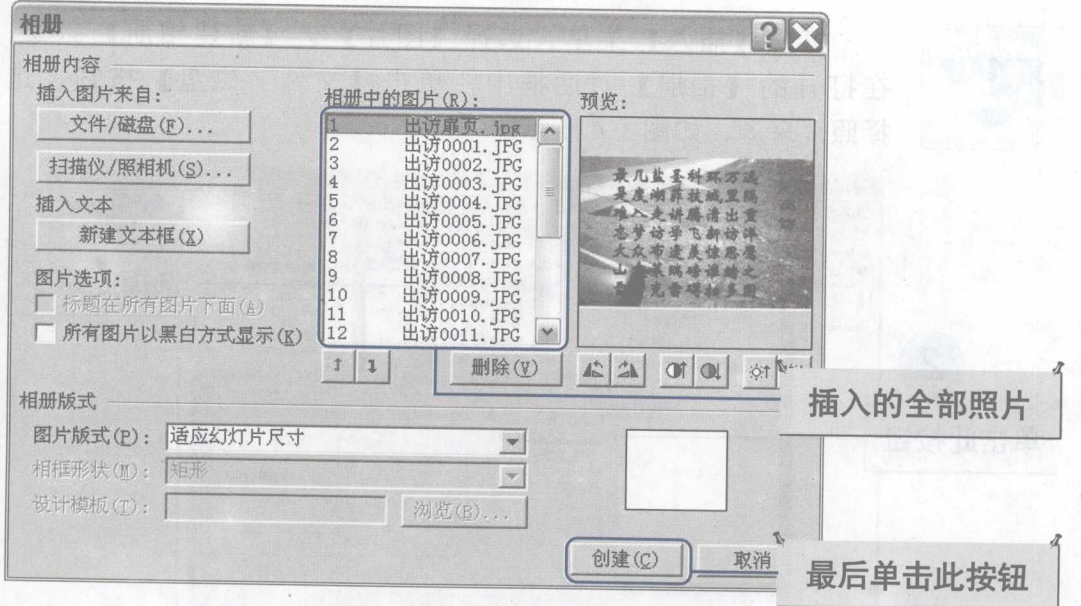 相册
相册内容
插入图片来自:
文件/磁盘(F)...
扫描仪/照相机(S)...
插入文本
新建文本框(X)
图片选项:
标题在所有图片下面(A)
所有图片以黑白方式显示(K)
相册中的图片(R):
1 出访扉页.jpg
2 出访0001.JPG
3 出访0002.JPG
4 出访0003.JPG
5 出访0004.JPG
6 出访0005.JPG
7 出访0006.JPG
8 出访0007.JPG
9 出访0008.JPG
10 出访0009.JPG
11 出访0010.JPG
12 出访0011.JPG
删除(V)
预览:
插入的全部照片
相册版式
图片版式(P): 适应幻灯片尺寸
相框形状(M): 矩形
设计模板(T):
浏览(B)...
创建(C)
取消
最后单击此按钮